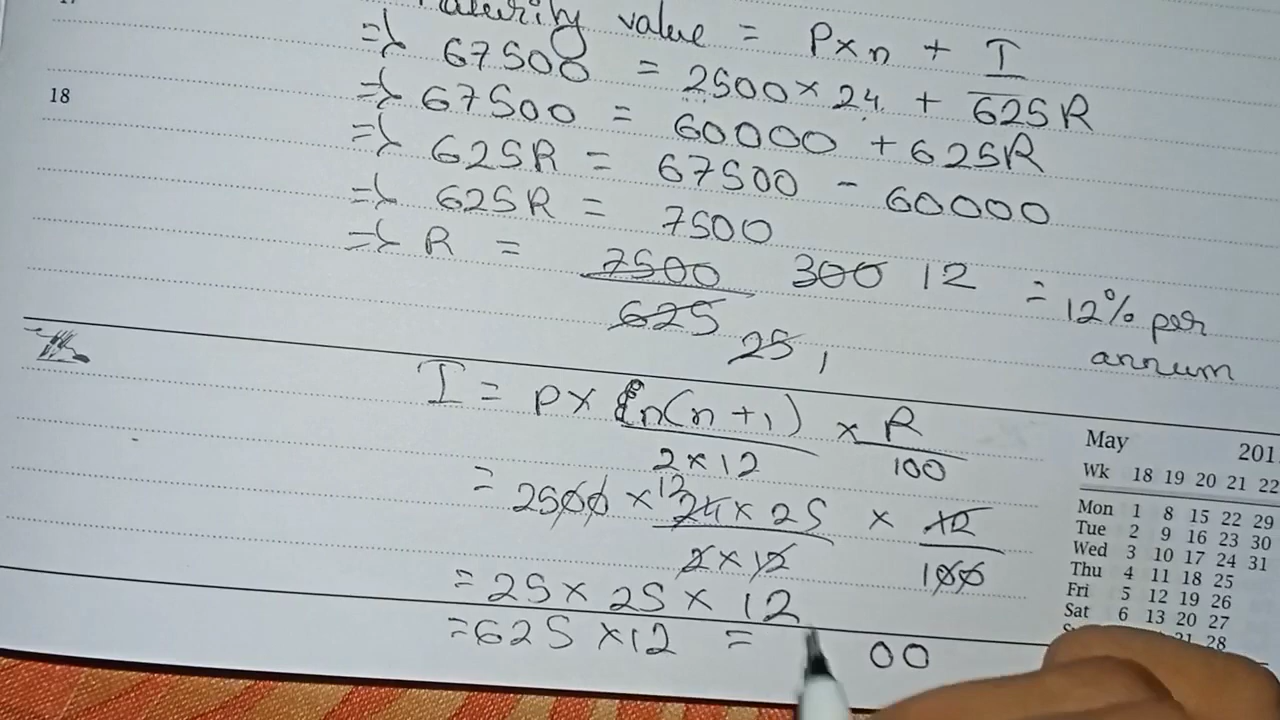 value = P×n + I
=> 67500 = 2500×24 + 625R
=> 67500 = 60000 + 625R
18
=> 625R = 67500 - 60000
=> 625R = 7500
=> R = 7500 300 12 = 12% per
625 25, annum
I = P× n(n+1) × R
2×12 100
= 2500 × 12 24×25 × 12
2×12 100
= 25×25×12
=625×12 = 00
May 201
Wk 18 19 20 21 22
Mon 1 8 15 22 29
Tue 2 9 16 23 30
Wed 3 10 17 24 31
Thu 4 11 18 25
Fri 5 12 19 26
Sat 6 13 20 27
21 28